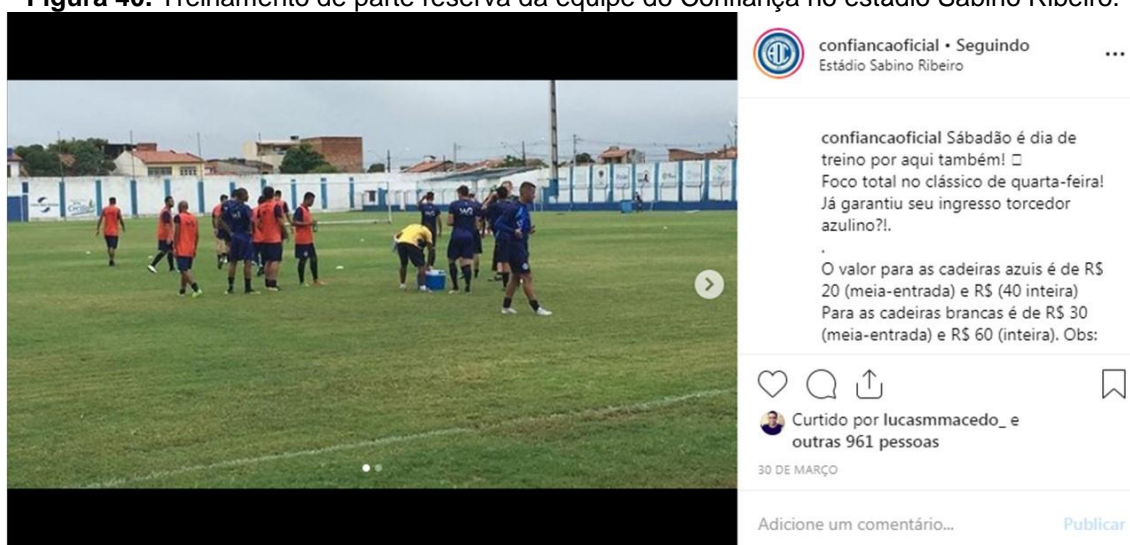 Figura 40. Treinamento de parte reserva da equipe do Confiança no estádio Sabino Ribeiro.
confiancaoficial • Seguindo
Estádio Sabino Ribeiro
confiancaoficial Sábadão é dia de
treino por aqui também!
Foco total no clássico de quarta-feira!
Já garantiu seu ingresso torcedor
azulino?!.
.
O valor para as cadeiras azuis é de R$
20 (meia-entrada) e R$ (40 inteira)
Para as cadeiras brancas é de R$ 30
(meia-entrada) e R$ 60 (inteira). Obs:
Curtido por lucasmmacedo_ e
outras 961 pessoas
30 DE MARÇO
Adicione um comentário...
Publicar